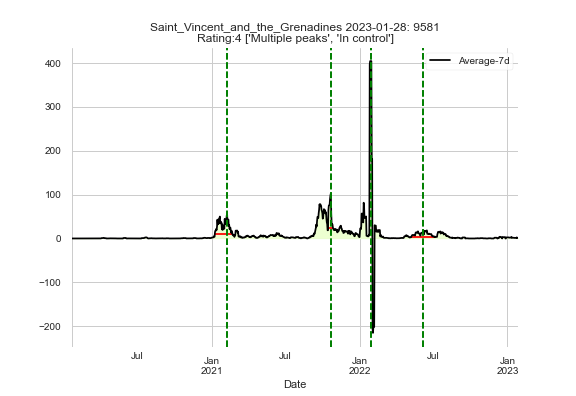 Saint_Vincent_and_the_Grenadines 2023-01-28: 9581
Rating:4 ['Multiple peaks', 'In control']
Average-7d
400
300
200
100
0
−100
−200
Jul
Jan
2021
Jul
Jan
2022
Jul
Jan
2023
Date